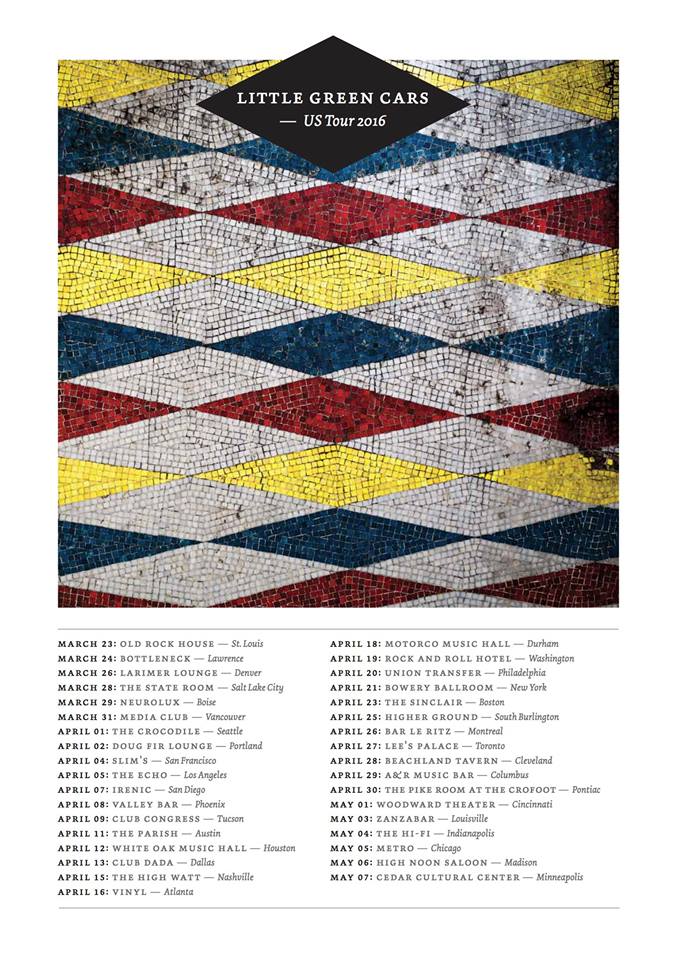 LITTLE GREEN CARS
— US Tour 2016
MARCH 23: OLD ROCK HOUSE — St. Louis
MARCH 24: BOTTLENECK — Lawrence
MARCH 26: LARIMER LOUNGE — Denver
MARCH 28: THE STATE ROOM — Salt Lake City
MARCH 29: NEUROLUX — Boise
MARCH 31: MEDIA CLUB — Vancouver
APRIL 01: THE CROCODILE — Seattle
APRIL 02: DOUG FIR LOUNGE — Portland
APRIL 04: SLIM'S — San Francisco
APRIL 05: THE ECHO — Los Angeles
APRIL 07: IRENIC — San Diego
APRIL 08: VALLEY BAR — Phoenix
APRIL 09: CLUB CONGRESS — Tucson
APRIL 11: THE PARISH — Austin
APRIL 12: WHITE OAK MUSIC HALL — Houston
APRIL 13: CLUB DADA — Dallas
APRIL 15: THE HIGH WATT — Nashville
APRIL 16: VINYL — Atlanta
APRIL 18: MOTORCO MUSIC HALL — Durham
APRIL 19: ROCK AND ROLL HOTEL — Washington
APRIL 20: UNION TRANSFER — Philadelphia
APRIL 21: BOWERY BALLROOM — New York
APRIL 23: THE SINCLAIR — Boston
APRIL 25: HIGHER GROUND — South Burlington
APRIL 26: BAR LE RITZ — Montreal
APRIL 27: LEE'S PALACE — Toronto
APRIL 28: BEACHLAND TAVERN — Cleveland
APRIL 29: A&R MUSIC BAR — Columbus
APRIL 30: THE PIKE ROOM AT THE CROFOOT — Pontiac
MAY 01: WOODWARD THEATER — Cincinnati
MAY 03: ZANZABAR — Louisville
MAY 04: THE HI-FI — Indianapolis
MAY 05: METRO — Chicago
MAY 06: HIGH NOON SALOON — Madison
MAY 07: CEDAR CULTURAL CENTER — Minneapolis